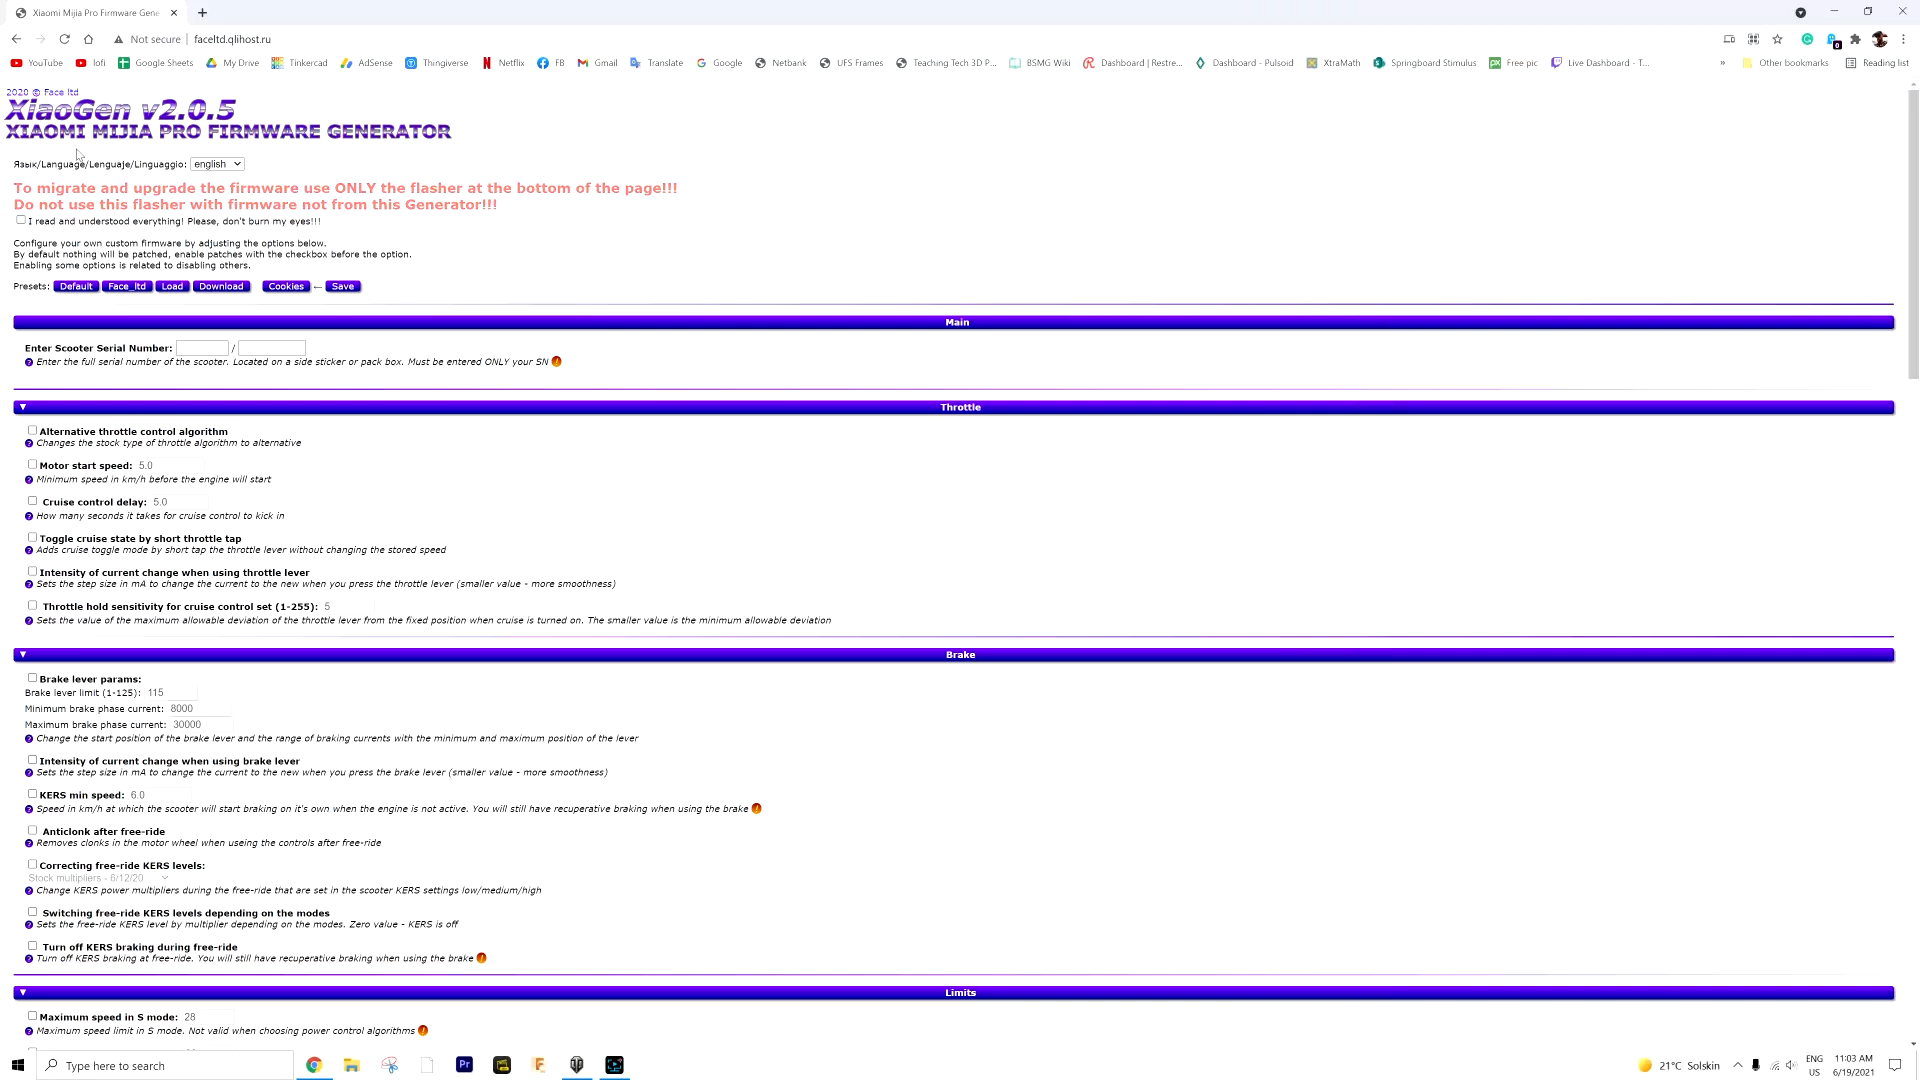 Xiaomi Mijia Pro Firmware Gene
Not secure | faceltd.qlihost.ru
YouTube lofi Google Sheets My Drive Tinkercad AdSense Thingiverse Netflix FB Gmail Translate Google Netbank UFS Frames Teaching Tech 3D P... BSMG Wiki Dashboard - Restre... Dashboard - Pulsoid XtraMath Springboard Stimulus Free pic Live Dashboard - T... » Other bookmarks Reading list
2020 © Face ltd
XiaoGen v2.0.5
XIAOMI MIJIA PRO FIRMWARE GENERATOR
Язык/Language/Lenguaje/Linguaggio: english
To migrate and upgrade the firmware use ONLY the flasher at the bottom of the page!!!
Do not use this flasher with firmware not from this Generator!!!
I read and understood everything! Please, don't burn my eyes!!!
Configure your own custom firmware by adjusting the options below.
By default nothing will be patched, enable patches with the checkbox before the option.
Enabling some options is related to disabling others.
Presets: Default Face_ltd Load Download Cookies ← Save
Main
Enter Scooter Serial Number: /
? Enter the full serial number of the scooter. Located on a side sticker or pack box. Must be entered ONLY your SN
▼ Throttle
Alternative throttle control algorithm
? Changes the stock type of throttle algorithm to alternative
Motor start speed: 5.0
? Minimum speed in km/h before the engine will start
Cruise control delay: 5.0
? How many seconds it takes for cruise control to kick in
Toggle cruise state by short throttle tap
? Adds cruise toggle mode by short tap the throttle lever without changing the stored speed
Intensity of current change when using throttle lever
? Sets the step size in mA to change the current to the new when you press the throttle lever (smaller value - more smoothness)
Throttle hold sensitivity for cruise control set (1-255): 5
? Sets the value of the maximum allowable deviation of the throttle lever from the fixed position when cruise is turned on. The smaller value is the minimum allowable deviation
▼ Brake
Brake lever params:
Brake lever limit (1-125): 115
Minimum brake phase current: 8000
Maximum brake phase current: 30000
? Change the start position of the brake lever and the range of braking currents with the minimum and maximum position of the lever
Intensity of current change when using brake lever
? Sets the step size in mA to change the current to the new when you press the brake lever (smaller value - more smoothness)
KERS min speed: 6.0
? Speed in km/h at which the scooter will start braking on it's own when the engine is not active. You will still have recuperative braking when using the brake
Anticlonk after free-ride
? Removes clonks in the motor wheel when useing the controls after free-ride
Correcting free-ride KERS levels:
Stock multipliers - 6/12/20
? Change KERS power multipliers during the free-ride that are set in the scooter KERS settings low/medium/high
Switching free-ride KERS levels depending on the modes
? Sets the free-ride KERS level by multiplier depending on the modes. Zero value - KERS is off
Turn off KERS braking during free-ride
? Turn off KERS braking at free-ride. You will still have recuperative braking when using the brake
▼ Limits
Maximum speed in S mode: 28
? Maximum speed limit in S mode. Not valid when choosing power control algorithms
Type here to search Pr 21°C Solskin ENG 11:03 AM
US 6/19/2021